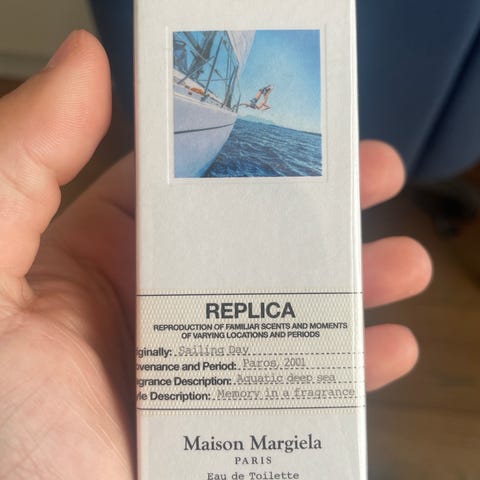 REPLICA
REPRODUCTION OF FAMILIAR SCENTS AND MOMENTS
OF VARYING LOCATIONS AND PERIODS
iginally: Sailing Day
ovenance and Period: Paros, 2001
agrance Description: Aquatic deep sea
yle Description: Memory in a fragrance
Maison Margiela
PARIS
Eau de Toilette